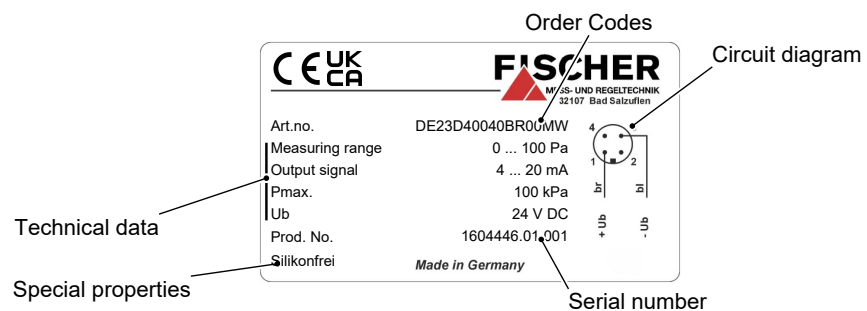 Order Codes
Circuit diagram
CE UK CA
FISCHER
MESS- UND REGELTECHNIK
32107 Bad Salzuflen
Art.no. DE23D40040BR00MW
Measuring range 0 ... 100 Pa
Output signal 4 ... 20 mA
Pmax. 100 kPa
Ub 24 V DC
Prod. No. 1604446.01.001
Silikonfrei Made in Germany
4
1 2
br bl
+ Ub - Ub
Technical data
Special properties
Serial number